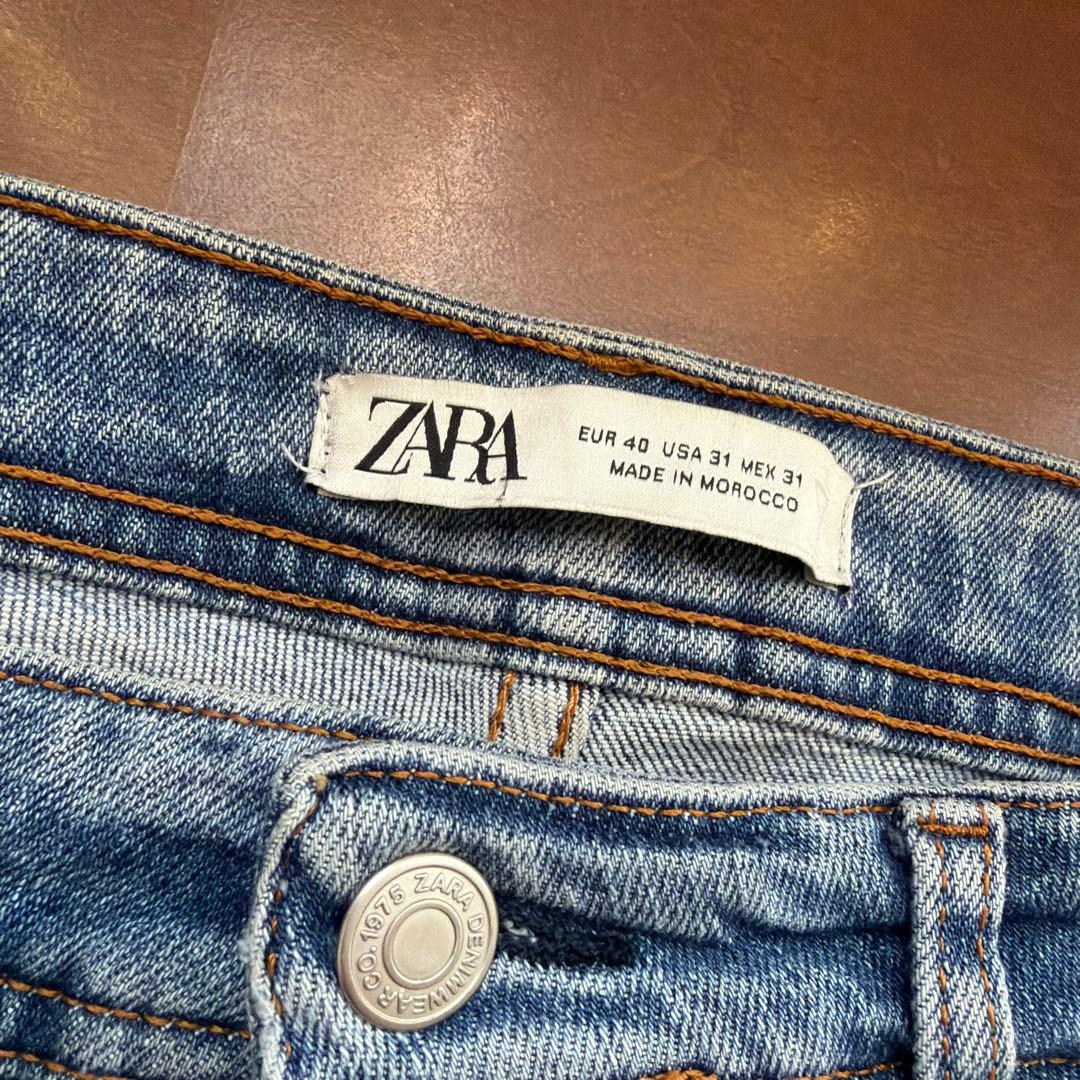 ZARA
EUR 40 USA 31 MEX 31
MADE IN MOROCCO
ZARA DENIMWEAR CO. 1975